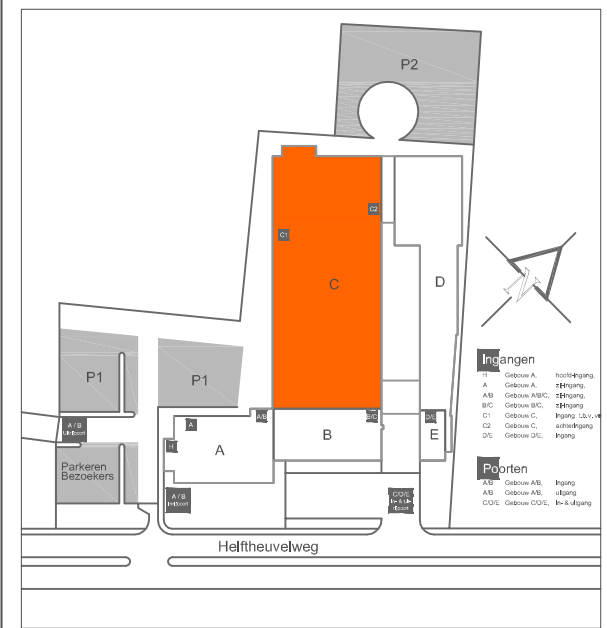 P2
C2
C1
C
D
P1
P1
A/B
B/C
D/E
A
H
A
B
E
A / B
Parkeren
Bezoekers
A / B
C/D/E
Helftheuvelweg
N
Ingangen
H Gebouw A, hoofdingang,
A Gebouw A, zijingang,
A/B Gebouw A/B/C, zijingang,
B/C Gebouw B/C, zijingang
C1 Gebouw C, ingang t.b.v.
C2 Gebouw C, achteringang
D/E Gebouw D/E, ingang
Poorten
A/B Gebouw A/B, ingang
A/B Gebouw A/B, uitgang
C/D/E Gebouw C/D/E, in- & uitgang